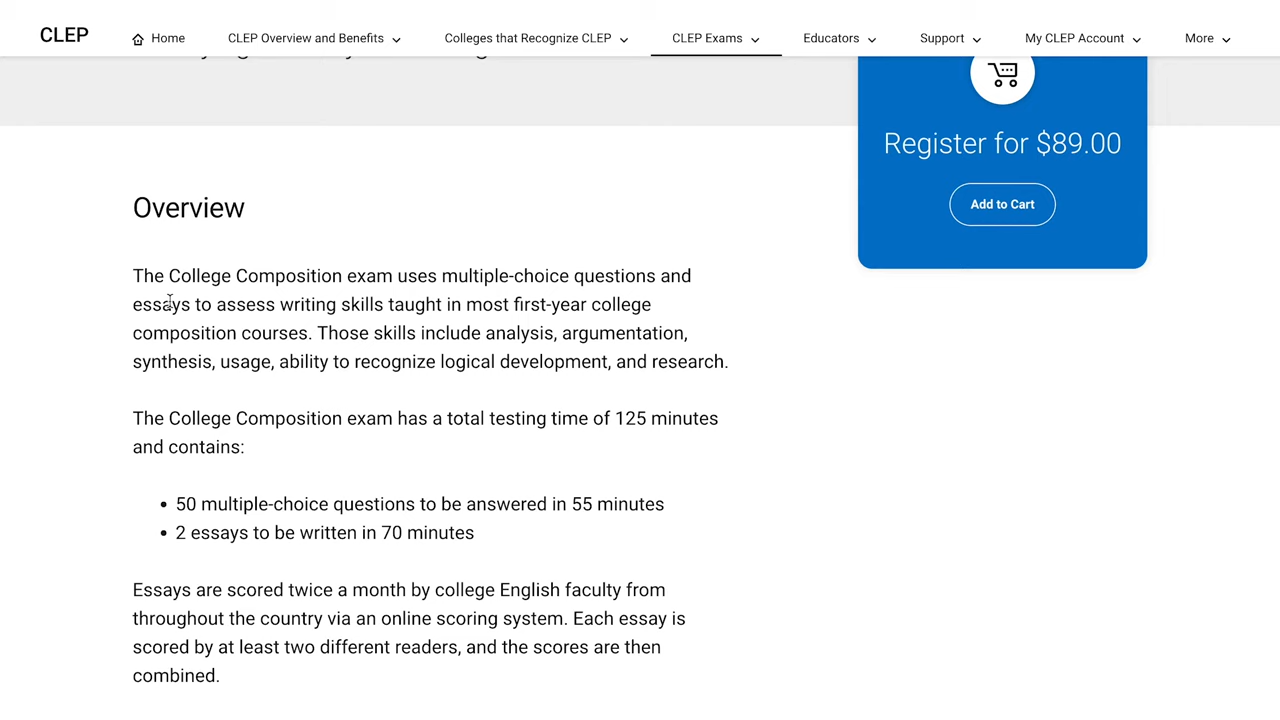 CLEP
Home
CLEP Overview and Benefits
Colleges that Recognize CLEP
CLEP Exams
Educators
Support
My CLEP Account
More
Register for $89.00
Add to Cart
Overview
The College Composition exam uses multiple-choice questions and
essays to assess writing skills taught in most first-year college
composition courses. Those skills include analysis, argumentation,
synthesis, usage, ability to recognize logical development, and research.
The College Composition exam has a total testing time of 125 minutes
and contains:
• 50 multiple-choice questions to be answered in 55 minutes
• 2 essays to be written in 70 minutes
Essays are scored twice a month by college English faculty from
throughout the country via an online scoring system. Each essay is
scored by at least two different readers, and the scores are then
combined.